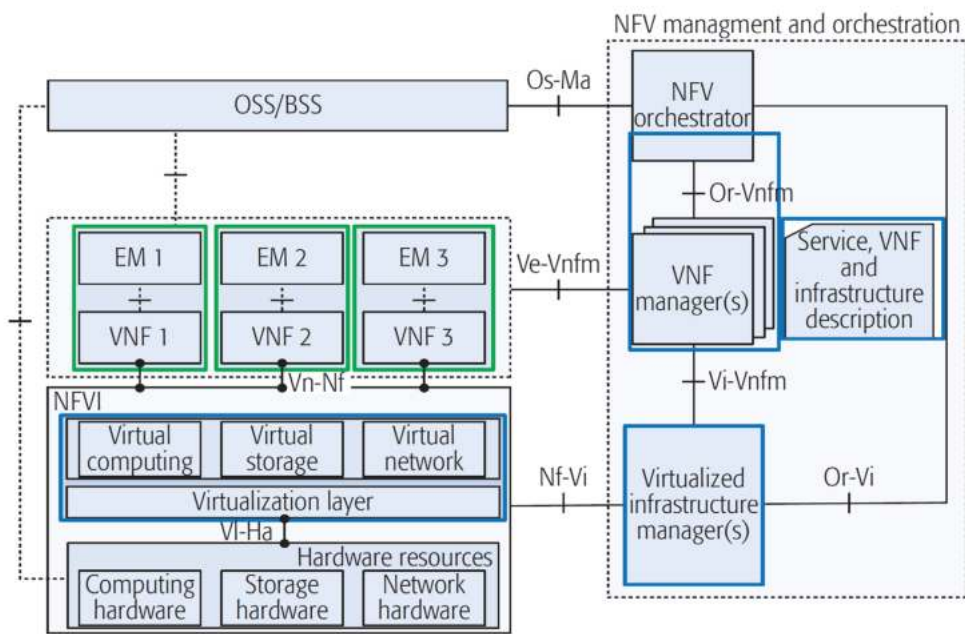 NFV managment and orchestration
Os-Ma
OSS/BSS
NFV
orchestrator
Or-Vnfm
EM 1
EM 2
EM 3
Ve-Vnfm
VNF
manager(s)
Service, VNF
and
infrastructure
description
VNF 1
VNF 2
VNF 3
Vn-Nf
Vi-Vnfm
NFVI
Virtual
computing
Virtual
storage
Virtual
network
Virtualization layer
Nf-Vi
Virtualized
infrastructure
manager(s)
Or-Vi
Vl-Ha
Hardware resources
Computing
hardware
Storage
hardware
Network
hardware